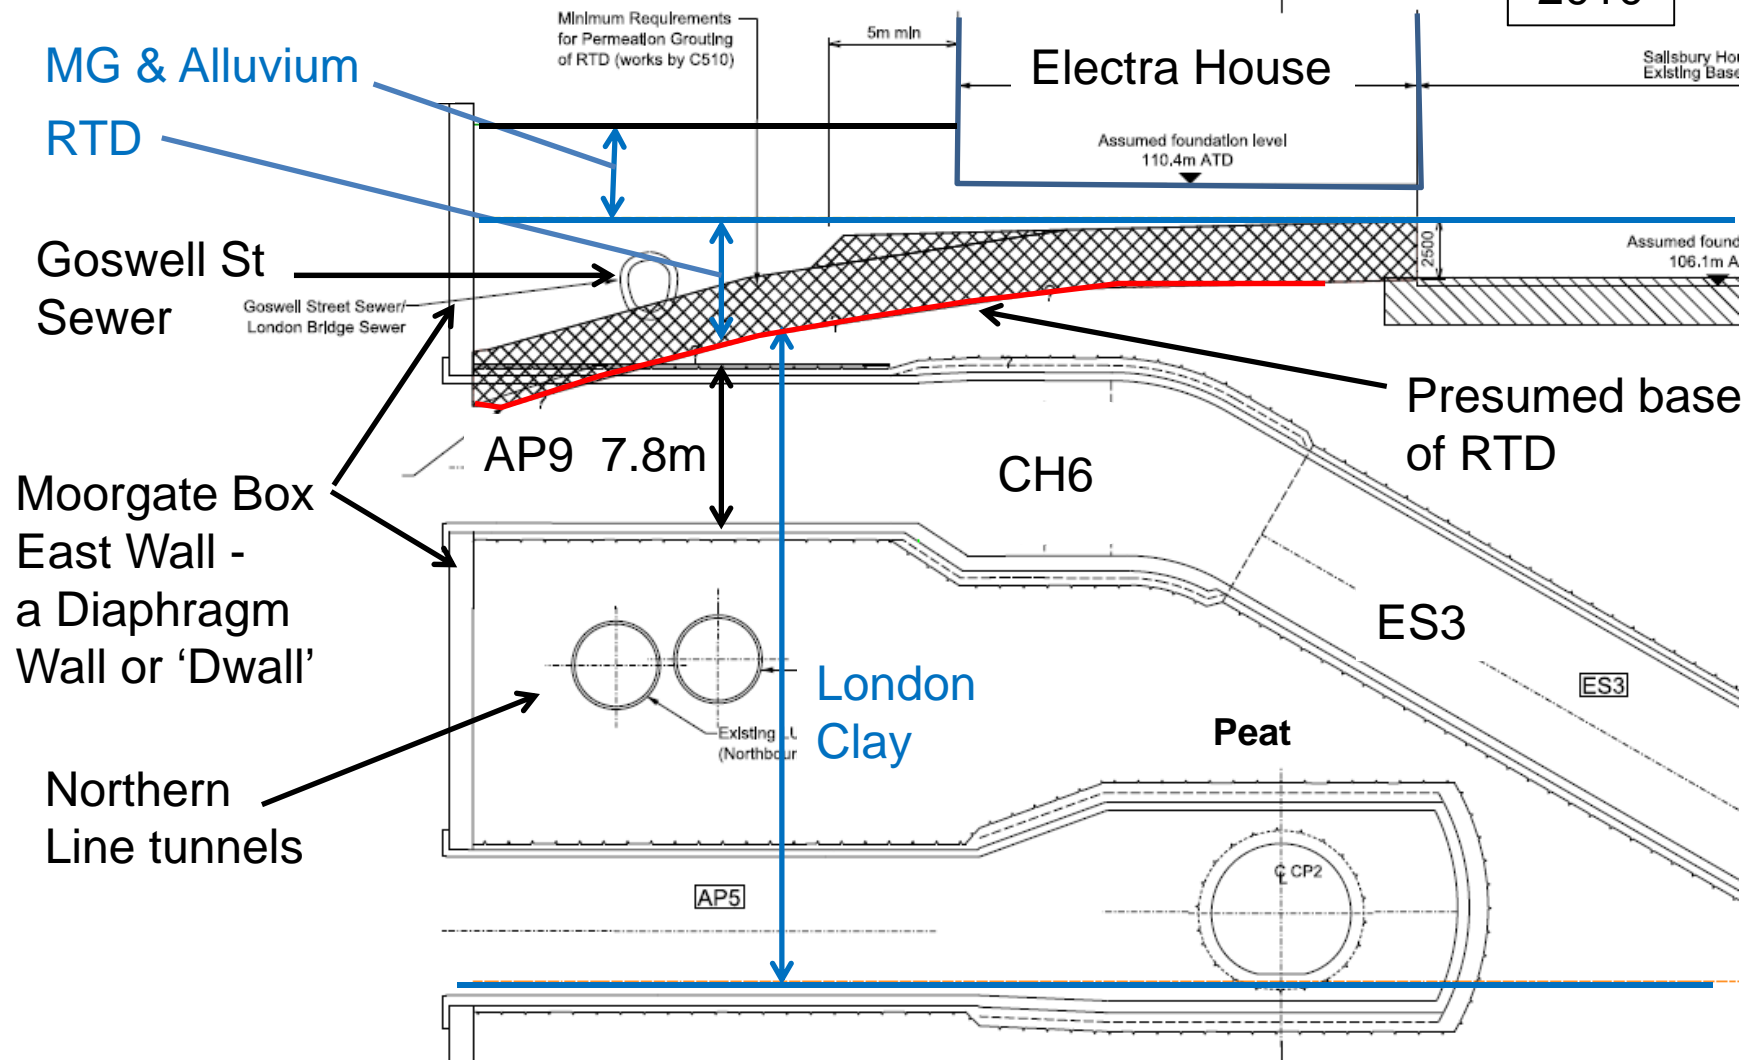 Minimum Requirements
for Permeation Grouting
of RTD (works by C510)
5m min
MG & Alluvium
RTD
Electra House
Salisbury
Existing
Assumed foundation level
110.4m ATD
Goswell St
Sewer
Goswell Street Sewer/
London Bridge Sewer
2500
Assumed
106.1m
Presumed base
of RTD
AP9 7.8m
CH6
Moorgate Box
East Wall -
a Diaphragm
Wall or ‘Dwall’
ES3
ES3
London
Clay
Existing
Peat
Northern
Line tunnels
CP2
AP5